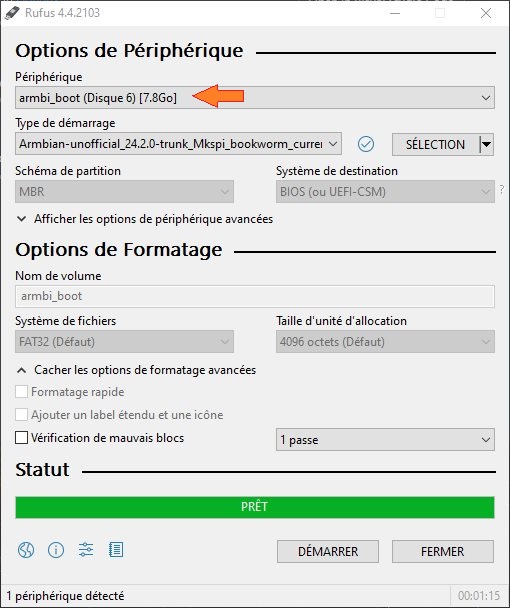 Rufus 4.4.2103
Options de Périphérique
Périphérique
armbi_boot (Disque 6) [7.8Go]
Type de démarrage
Armbian-unofficial_24.2.0-trunk_Mkspi_bookworm_currer
SÉLECTION
Schéma de partition Système de destination
MBR BIOS (ou UEFI-CSM) ?
Afficher les options de périphérique avancées
Options de Formatage
Nom de volume
armbi_boot
Système de fichiers Taille d'unité d'allocation
FAT32 (Défaut) 4096 octets (Défaut)
Cacher les options de formatage avancées
Formatage rapide
Ajouter un label étendu et une icône
Vérification de mauvais blocs 1 passe
Statut
PRÊT
DÉMARRER FERMER
1 périphérique détecté 00:01:15